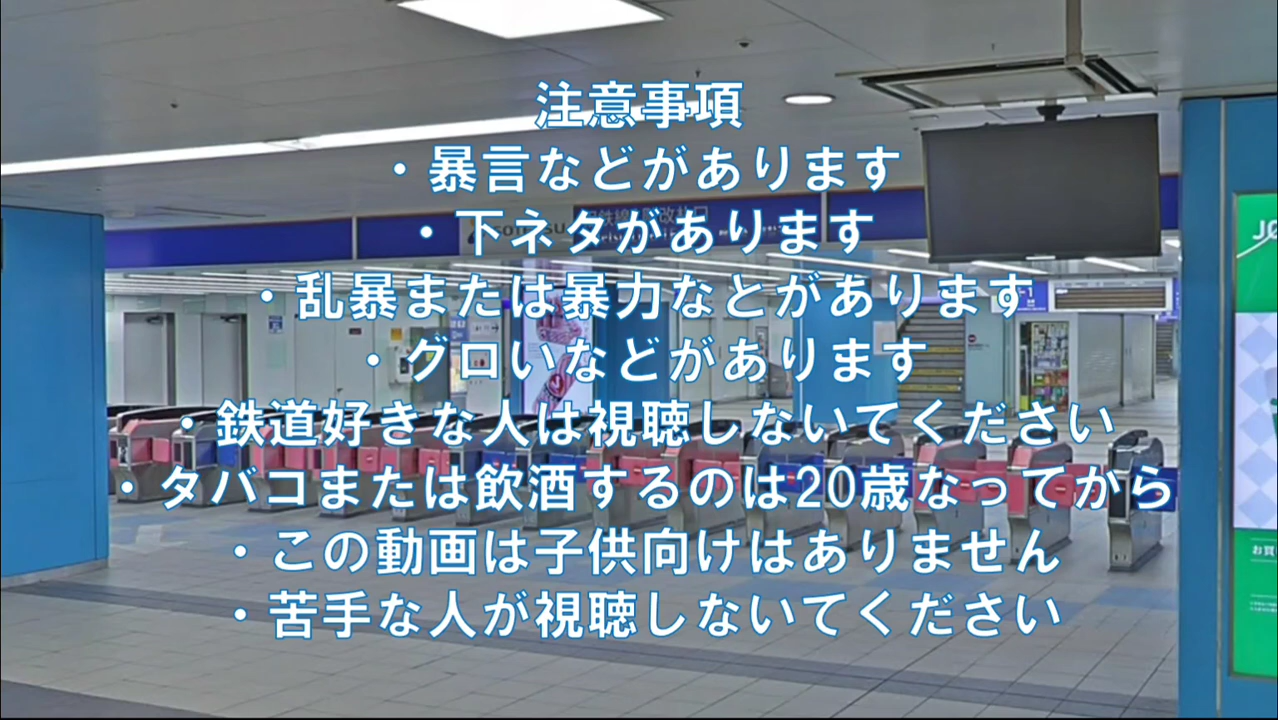 注意事項
・暴言などがあります
・下ネタがあります
・乱暴または暴力なとがあります
・グロいなどがあります
・鉄道好きな人は視聴しないてください
・タバコまたは飲酒するのは20歳なってから
・この動画は子供向けはありません
・苦手な人が視聴しないてください